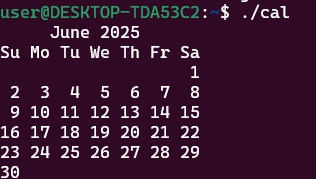 user@DESKTOP-TDA53C2:~$ ./cal
     June 2025
Su Mo Tu We Th Fr Sa
                   1
 2  3  4  5  6  7  8
 9 10 11 12 13 14 15
16 17 18 19 20 21 22
23 24 25 26 27 28 29
30